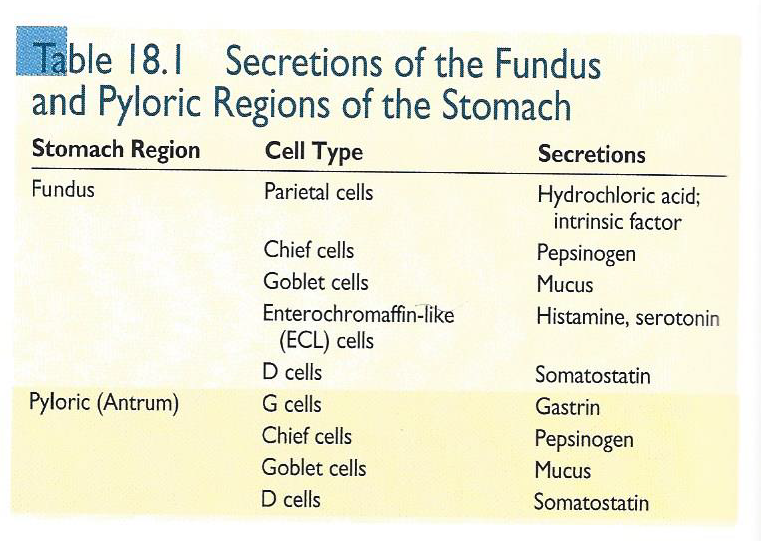 Table 18.1 Secretions of the Fundus
and Pyloric Regions of the Stomach
Stomach Region Cell Type Secretions
Fundus Parietal cells Hydrochloric acid;
intrinsic factor
Chief cells Pepsinogen
Goblet cells Mucus
Enterochromaffin-like Histamine, serotonin
(ECL) cells
D cells Somatostatin
Pyloric (Antrum) G cells Gastrin
Chief cells Pepsinogen
Goblet cells Mucus
D cells Somatostatin